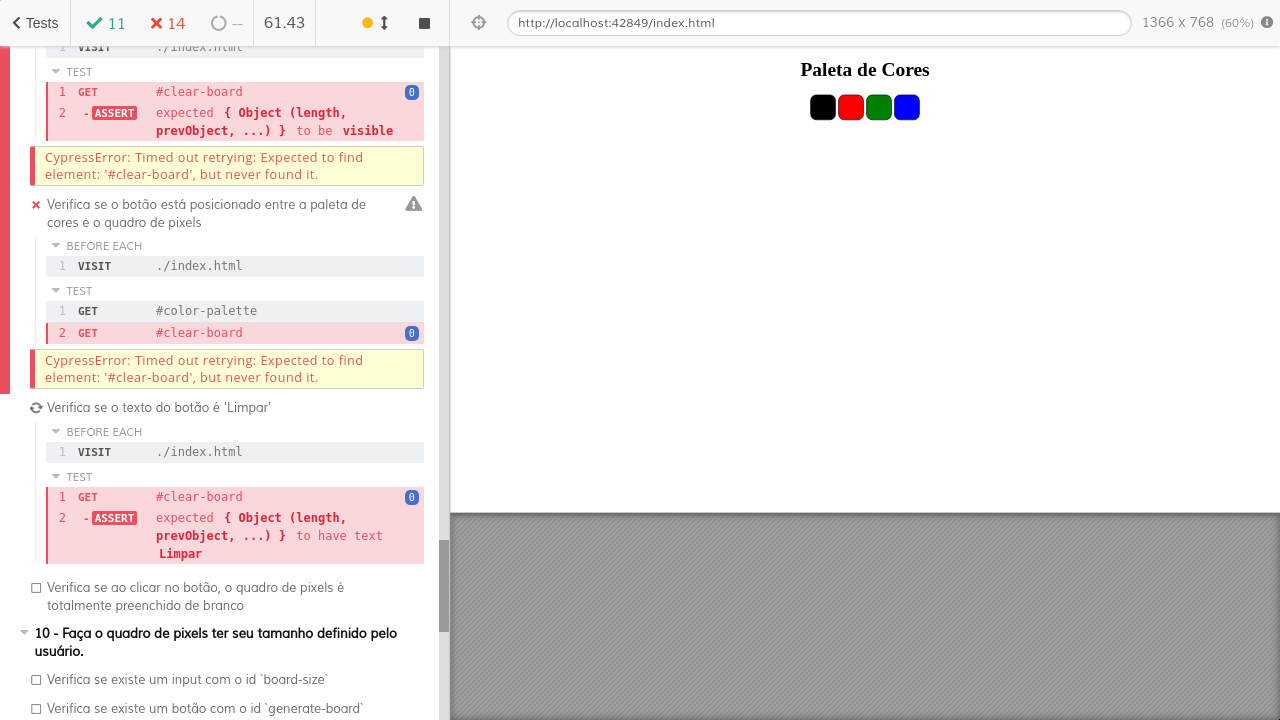 Tests 11 14 -- 61.43 http://localhost:42849/index.html 1366 x 768 (60%)
1 VISIT ./index.html
TEST
1 GET #clear-board 0
2 -ASSERT expected { Object (length,
prevObject, ...) } to be visible
CypressError: Timed out retrying: Expected to find
element: '#clear-board', but never found it.
Verifica se o botão está posicionado entre a paleta de
cores e o quadro de pixels
BEFORE EACH
1 VISIT ./index.html
TEST
1 GET #color-palette
2 GET #clear-board 0
CypressError: Timed out retrying: Expected to find
element: '#clear-board', but never found it.
Verifica se o texto do botão é 'Limpar'
BEFORE EACH
1 VISIT ./index.html
TEST
1 GET #clear-board 0
2 -ASSERT expected { Object (length,
prevObject, ...) } to have text
Limpar
Verifica se ao clicar no botão, o quadro de pixels é
totalmente preenchido de branco
10 - Faça o quadro de pixels ter seu tamanho definido pelo
usuário.
Verifica se existe um input com o id `board-size`
Verifica se existe um botão com o id `generate-board`
Paleta de Cores